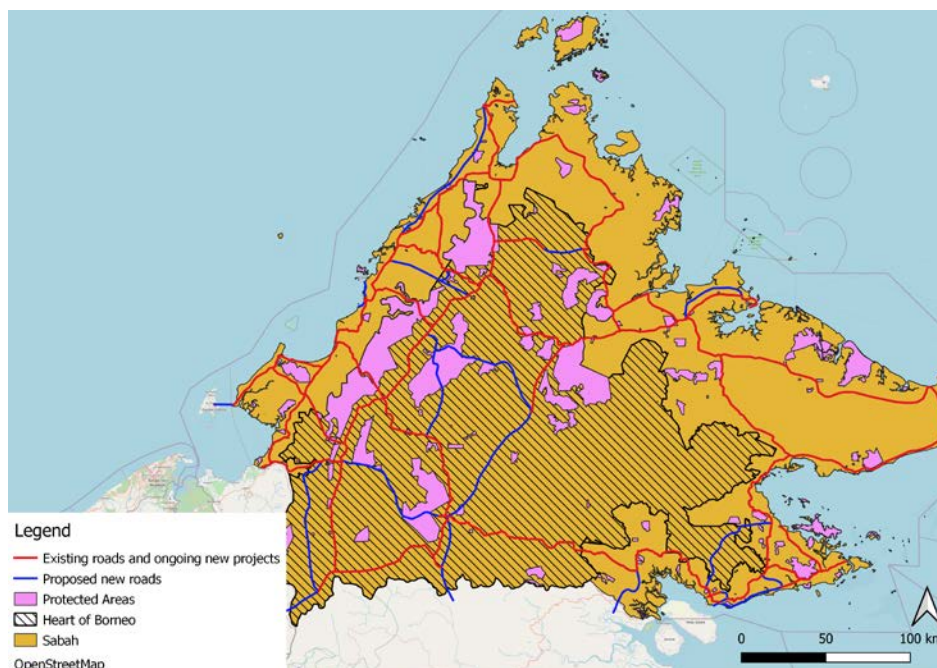 Legend
Existing roads and ongoing new projects
Proposed new roads
Protected Areas
Heart of Borneo
Sabah
OpenStreetMap
0 50 100 km